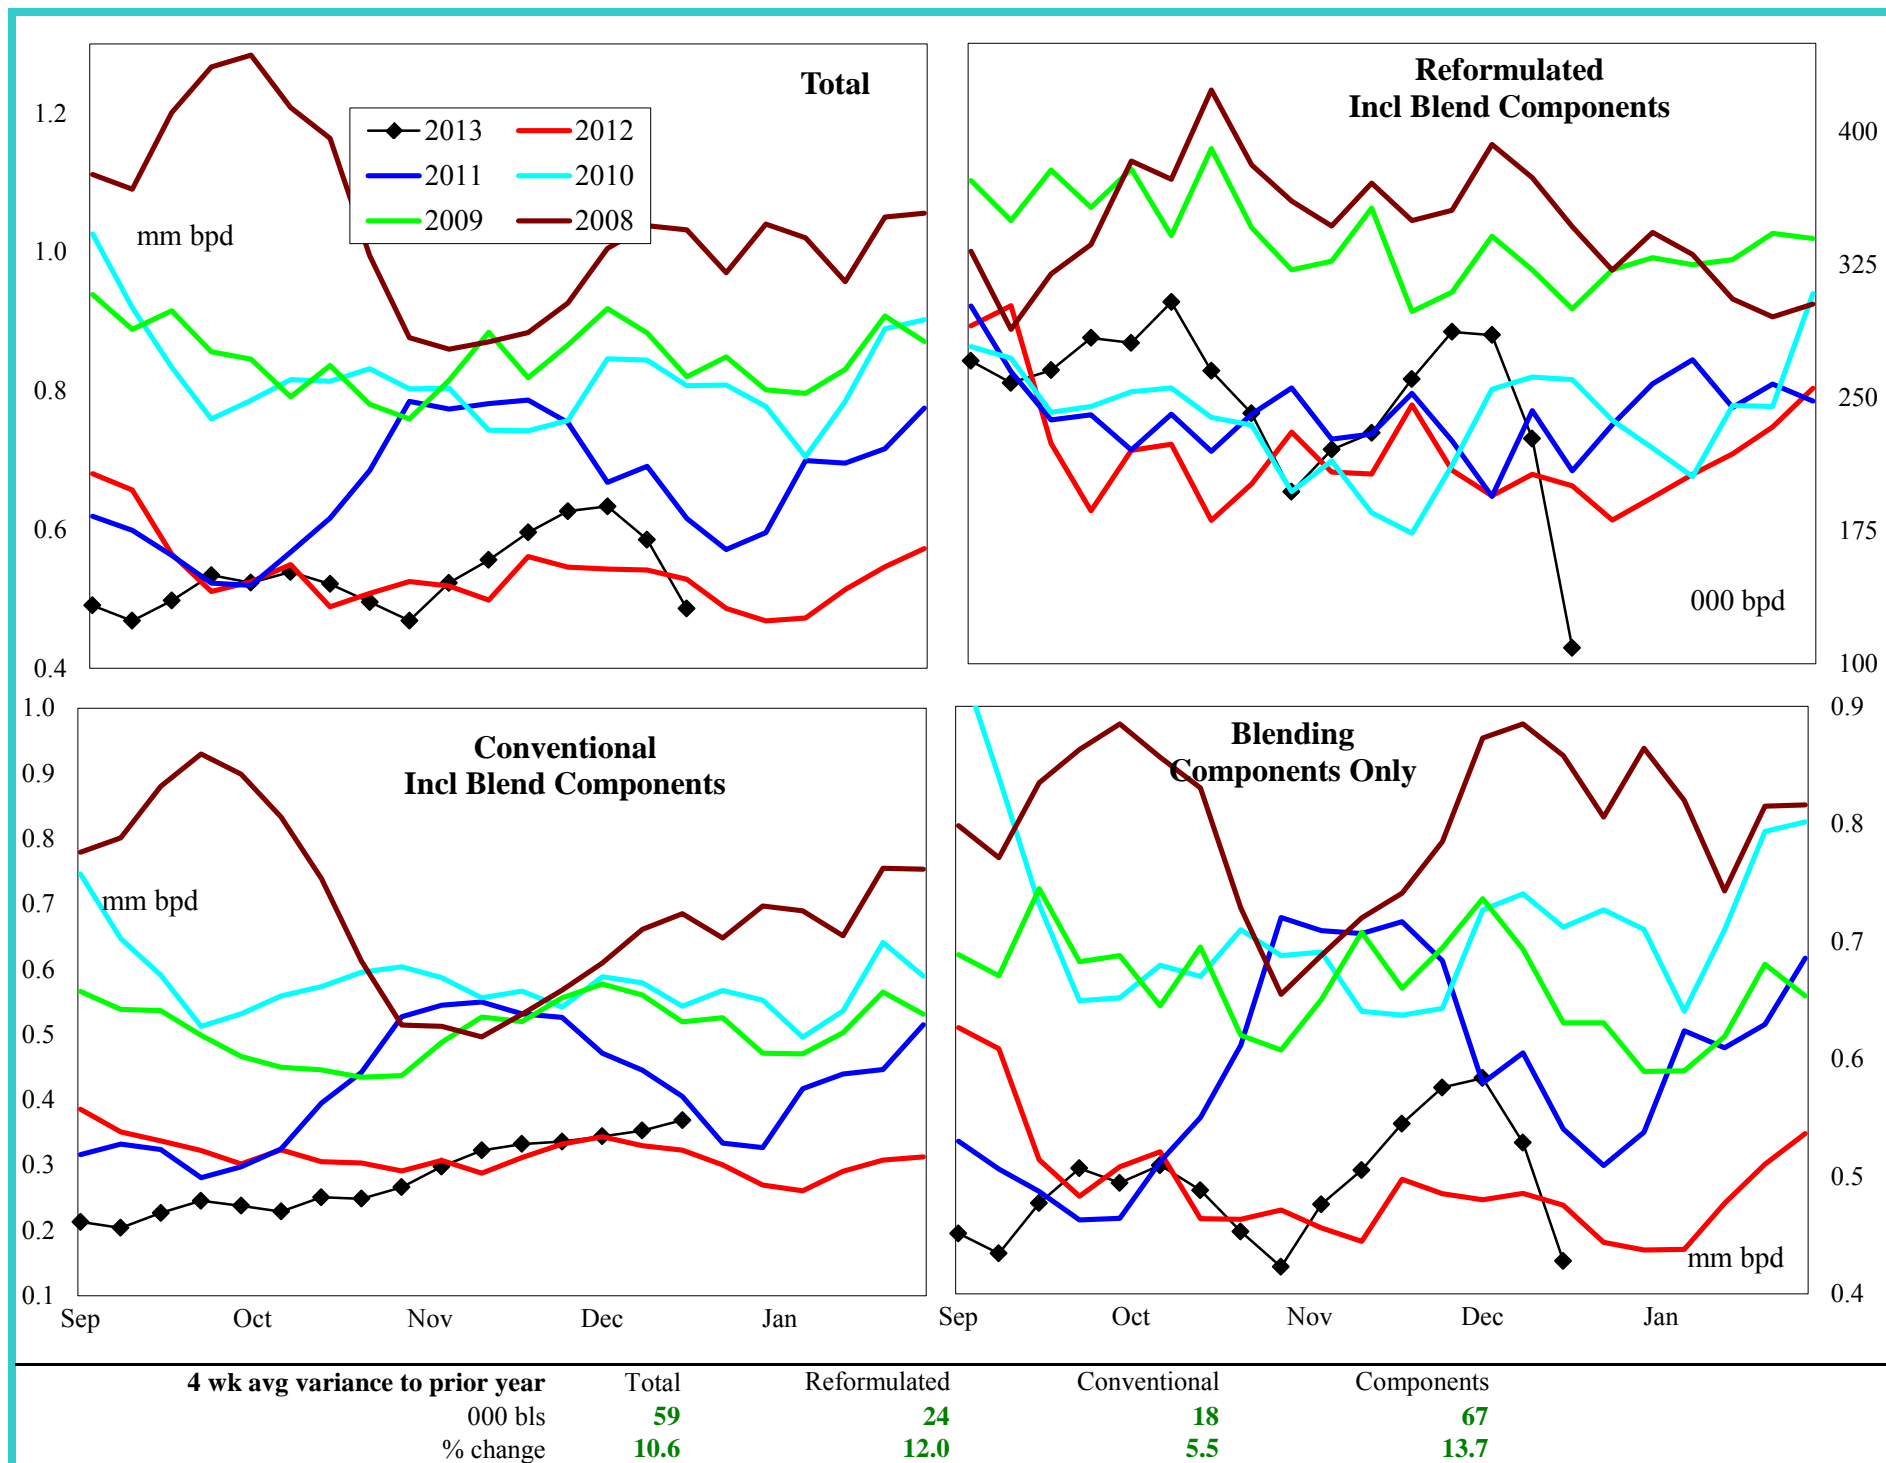 Total
1.2
1.0
0.8
0.6
0.4
mm bpd
2013 2012
2011 2010
2009 2008
Reformulated
Incl Blend Components
400
325
250
175
100
000 bpd
Conventional
Incl Blend Components
1.0
0.9
0.8
0.7
0.6
0.5
0.4
0.3
0.2
0.1
mm bpd
Sep Oct Nov Dec Jan
Blending
Components Only
0.9
0.8
0.7
0.6
0.5
0.4
mm bpd
Sep Oct Nov Dec Jan
4 wk avg variance to prior year Total Reformulated Conventional Components
000 bls 59 24 18 67
% change 10.6 12.0 5.5 13.7